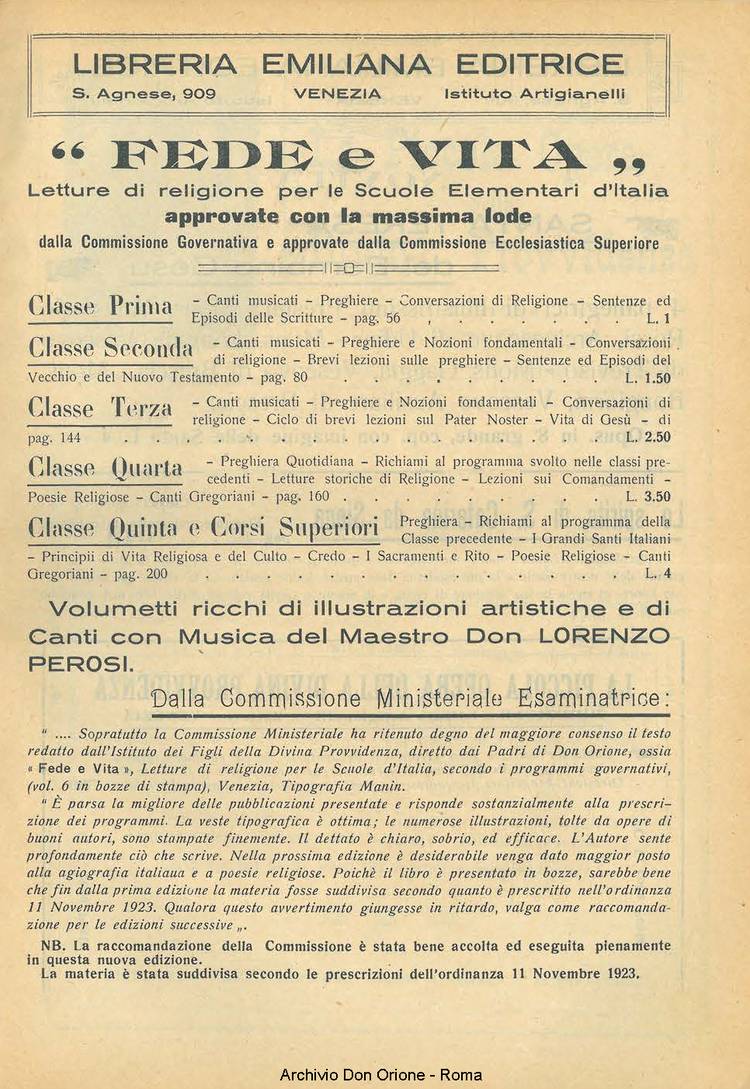 LIBRERIA EMILIANA EDITRICE
S. Agnese, 909 VENEZIA Istituto Artigianelli
“ FEDE e VITA „
Letture di religione per le Scuole Elementari d'Italia
approvate con la massima lode
dalla Commissione Governativa e approvate dalla Commissione Ecclesiastica Superiore
Classe Prima - Canti musicati - Preghiere - Conversazioni di Religione - Sentenze ed
Episodi delle Scritture - pag. 56 , . . . . . . L. 1
Classe Seconda - Canti musicati - Preghiere e Nozioni fondamentali - Conversazioni
di religione - Brevi lezioni sulle preghiere - Sentenze ed Episodi del
Vecchio e del Nuovo Testamento - pag. 80 . . . . . . . . . L. 1.50
Classe Terza - Canti musicati - Preghiere e Nozioni fondamentali - Conversazioni di
religione - Ciclo di brevi lezioni sul Pater Noster - Vita di Gesù - di
pag. 144 . . . . . . . . . . . . . . . . L. 2.50
Classe Quarta - Preghiera Quotidiana - Richiami al programma svolto nelle classi pre-
cedenti - Letture storiche di Religione - Lezioni sui Comandamenti -
Poesie Religiose - Canti Gregoriani - pag. 160 . . . . . . . . . L. 3.50
Classe Quinta e Corsi Superiori Preghiera - Richiami al programma della
Classe precedente - I Grandi Santi Italiani
- Principii di Vita Religiosa e del Culto - Credo - I Sacramenti e Rito - Poesie Religiose - Canti
Gregoriani - pag. 200 . . . . . . . . . . . . . . L. 4
Volumetti ricchi di illustrazioni artistiche e di
Canti con Musica del Maestro Don LORENZO
PEROSI.
Dalla Commissione Ministeriale Esaminatrice:
“ .... Sopratutto la Commissione Ministeriale ha ritenuto degno del maggiore consenso il testo
redatto dall'Istituto dei Figli della Divina Provvidenza, diretto dai Padri di Don Orione, ossia
« Fede e Vita », Letture di religione per le Scuole d'Italia, secondo i programmi governativi,
(vol. 6 in bozze di stampa), Venezia, Tipografia Manin.
“ È parsa la migliore delle pubblicazioni presentate e risponde sostanzialmente alla prescri-
zione dei programmi. La veste tipografica è ottima; le numerose illustrazioni, tolte da opere di
buoni autori, sono stampate finemente. Il dettato è chiaro, sobrio, ed efficace. L'Autore sente
profondamente ciò che scrive. Nella prossima edizione è desiderabile venga dato maggior posto
alla agiografia italiana e a poesie religiose. Poichè il libro è presentato in bozze, sarebbe bene
che fin dalla prima edizione la materia fosse suddivisa secondo quanto è prescritto nell'ordinanza
11 Novembre 1923. Qualora questo avvertimento giungesse in ritardo, valga come raccomanda-
zione per le edizioni successive „.
NB. La raccomandazione della Commissione è stata bene accolta ed eseguita pienamente
in questa nuova edizione.
La materia è stata suddivisa secondo le prescrizioni dell'ordinanza 11 Novembre 1923.
Archivio Don Orione - Roma